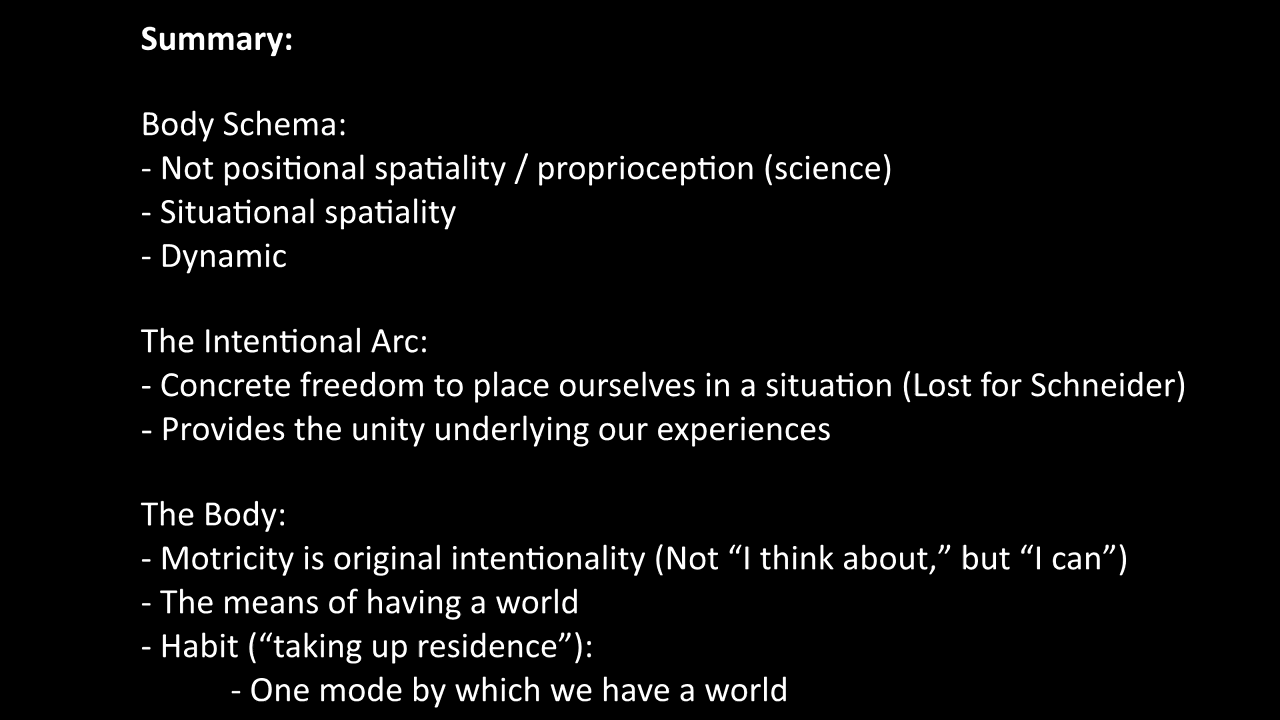 Summary:
Body Schema:
- Not positional spatiality / proprioception (science)
- Situational spatiality
- Dynamic
The Intentional Arc:
- Concrete freedom to place ourselves in a situation (Lost for Schneider)
- Provides the unity underlying our experiences
The Body:
- Motricity is original intentionality (Not “I think about,” but “I can”)
- The means of having a world
- Habit (“taking up residence”):
- One mode by which we have a world